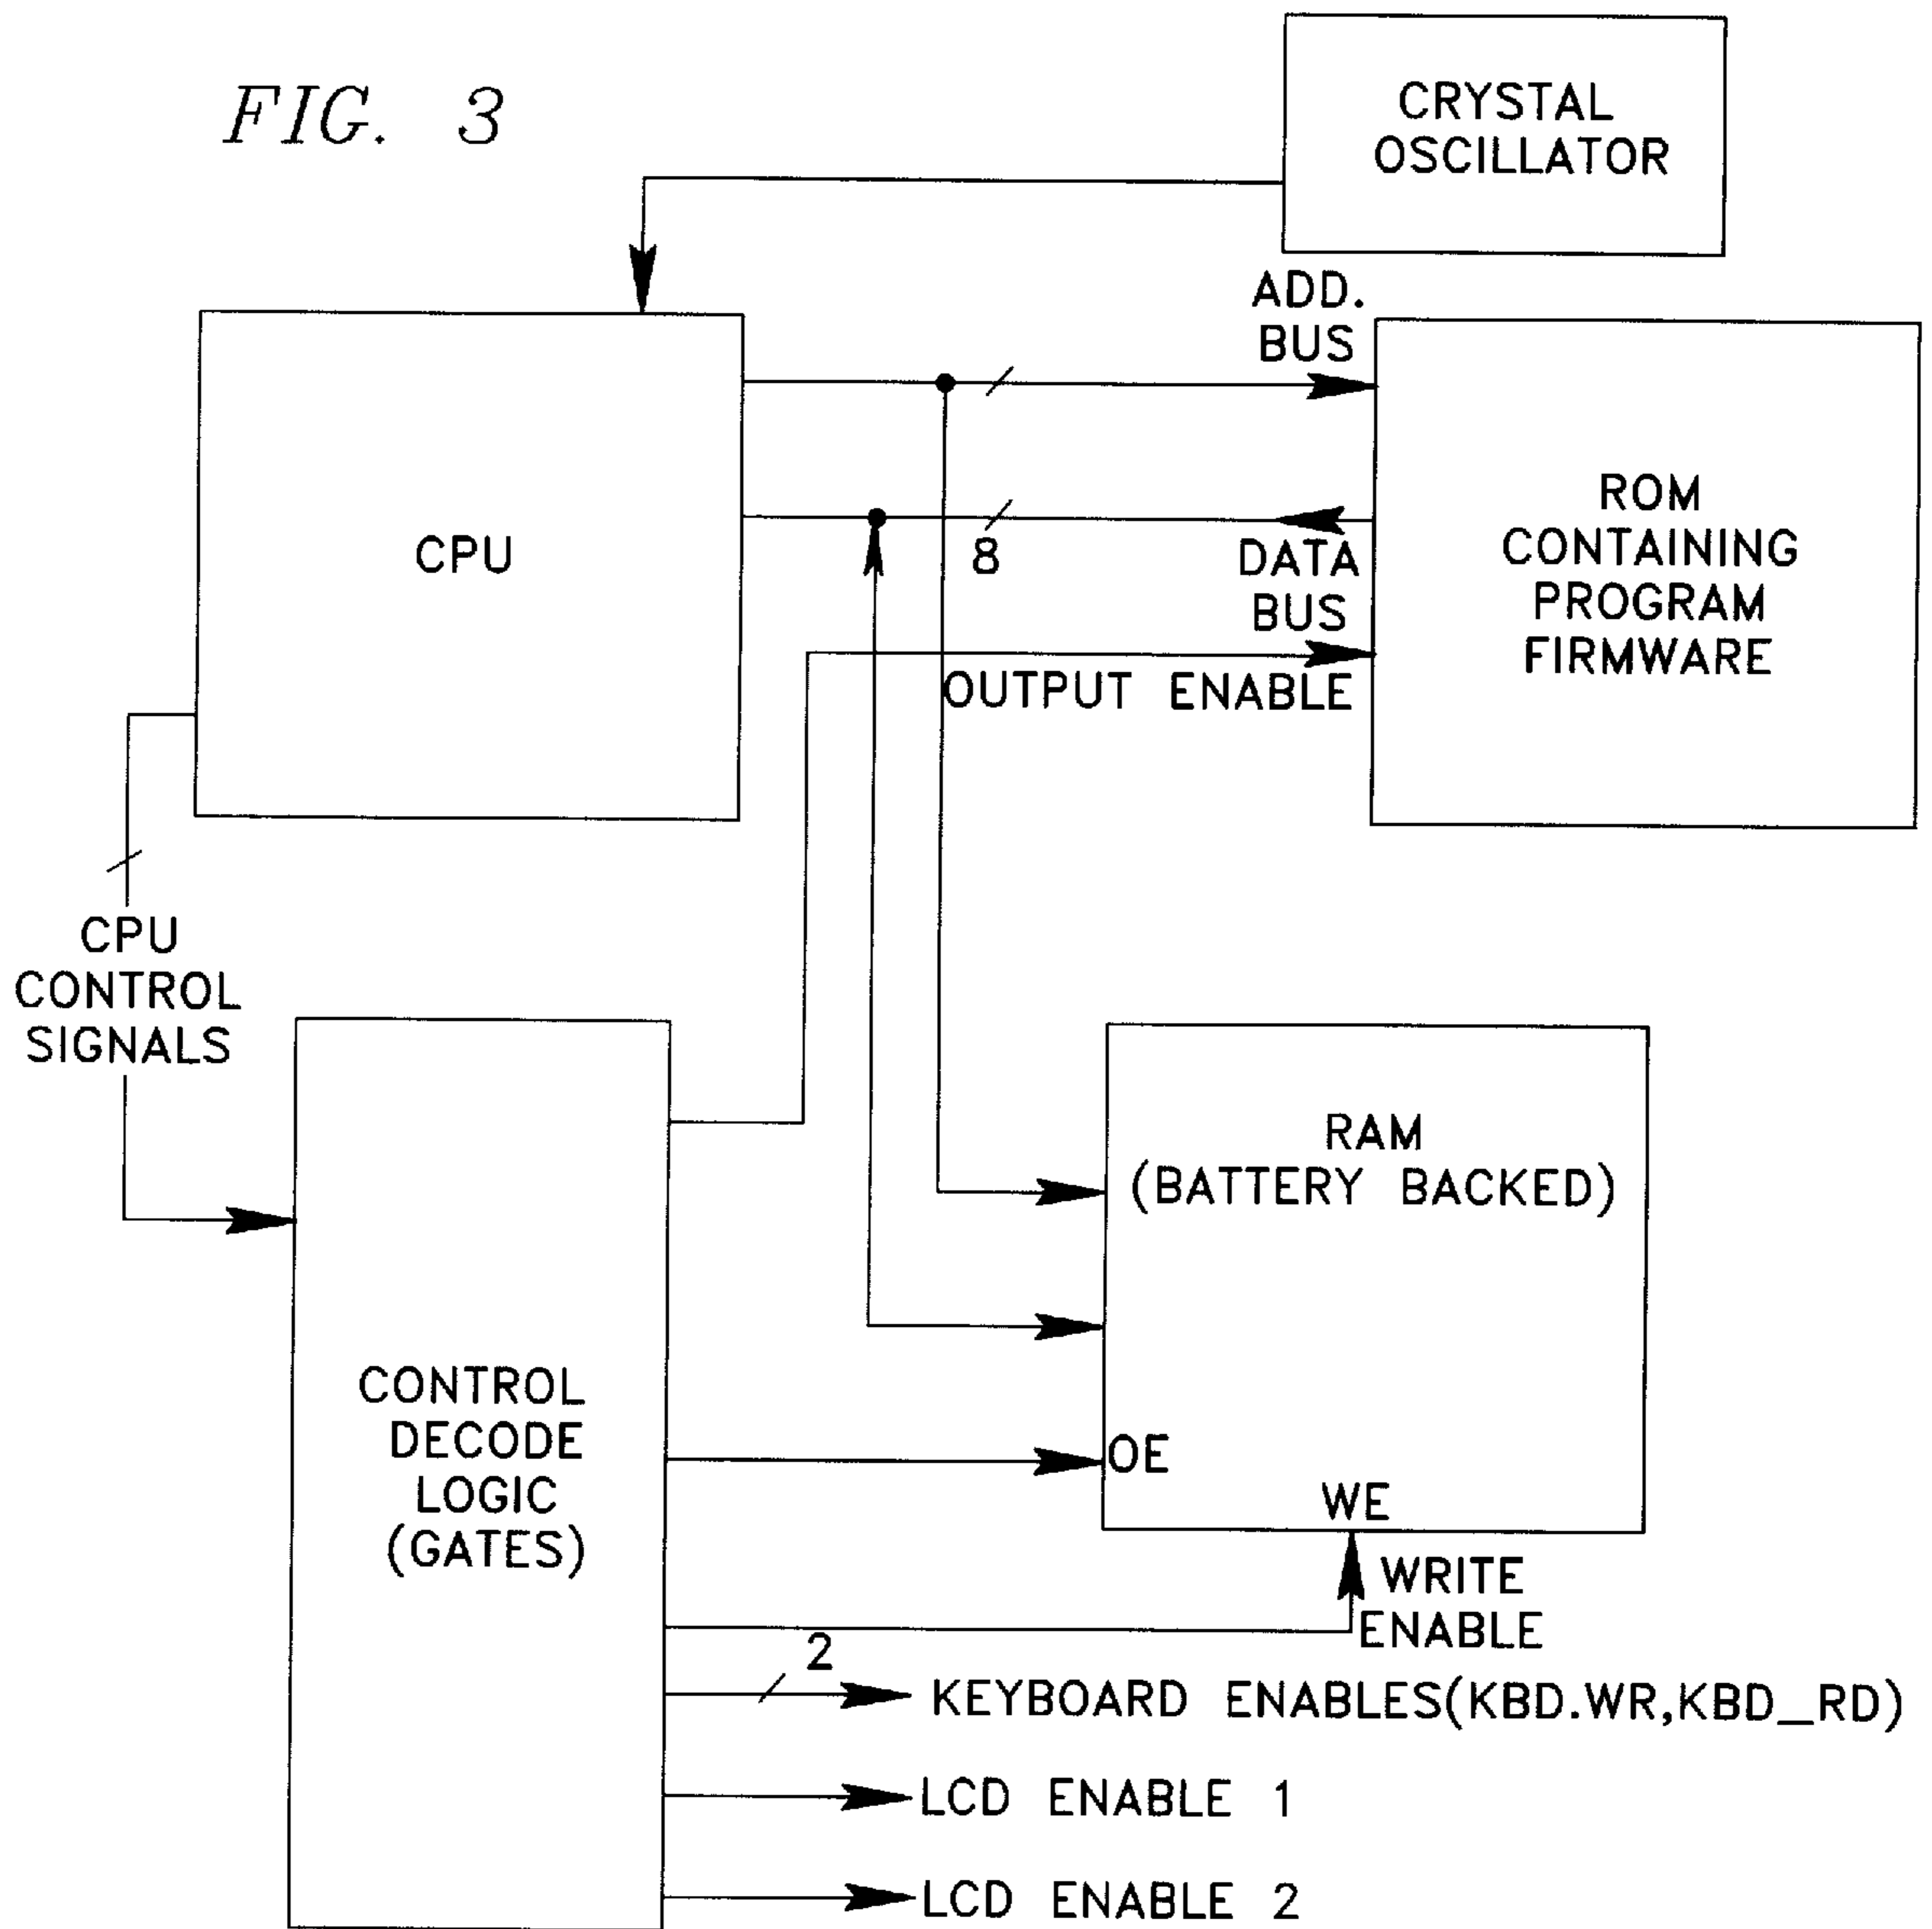 FIG. 3
CRYSTAL
OSCILLATOR
ADD.
BUS
CPU
8
DATA
BUS
ROM
CONTAINING
PROGRAM
FIRMWARE
OUTPUT ENABLE
CPU
CONTROL
SIGNALS
RAM
(BATTERY BACKED)
CONTROL
DECODE
LOGIC
(GATES)
OE
WE
WRITE
ENABLE
2
KEYBOARD ENABLES(KBD.WR,KBD_RD)
LCD ENABLE 1
LCD ENABLE 2